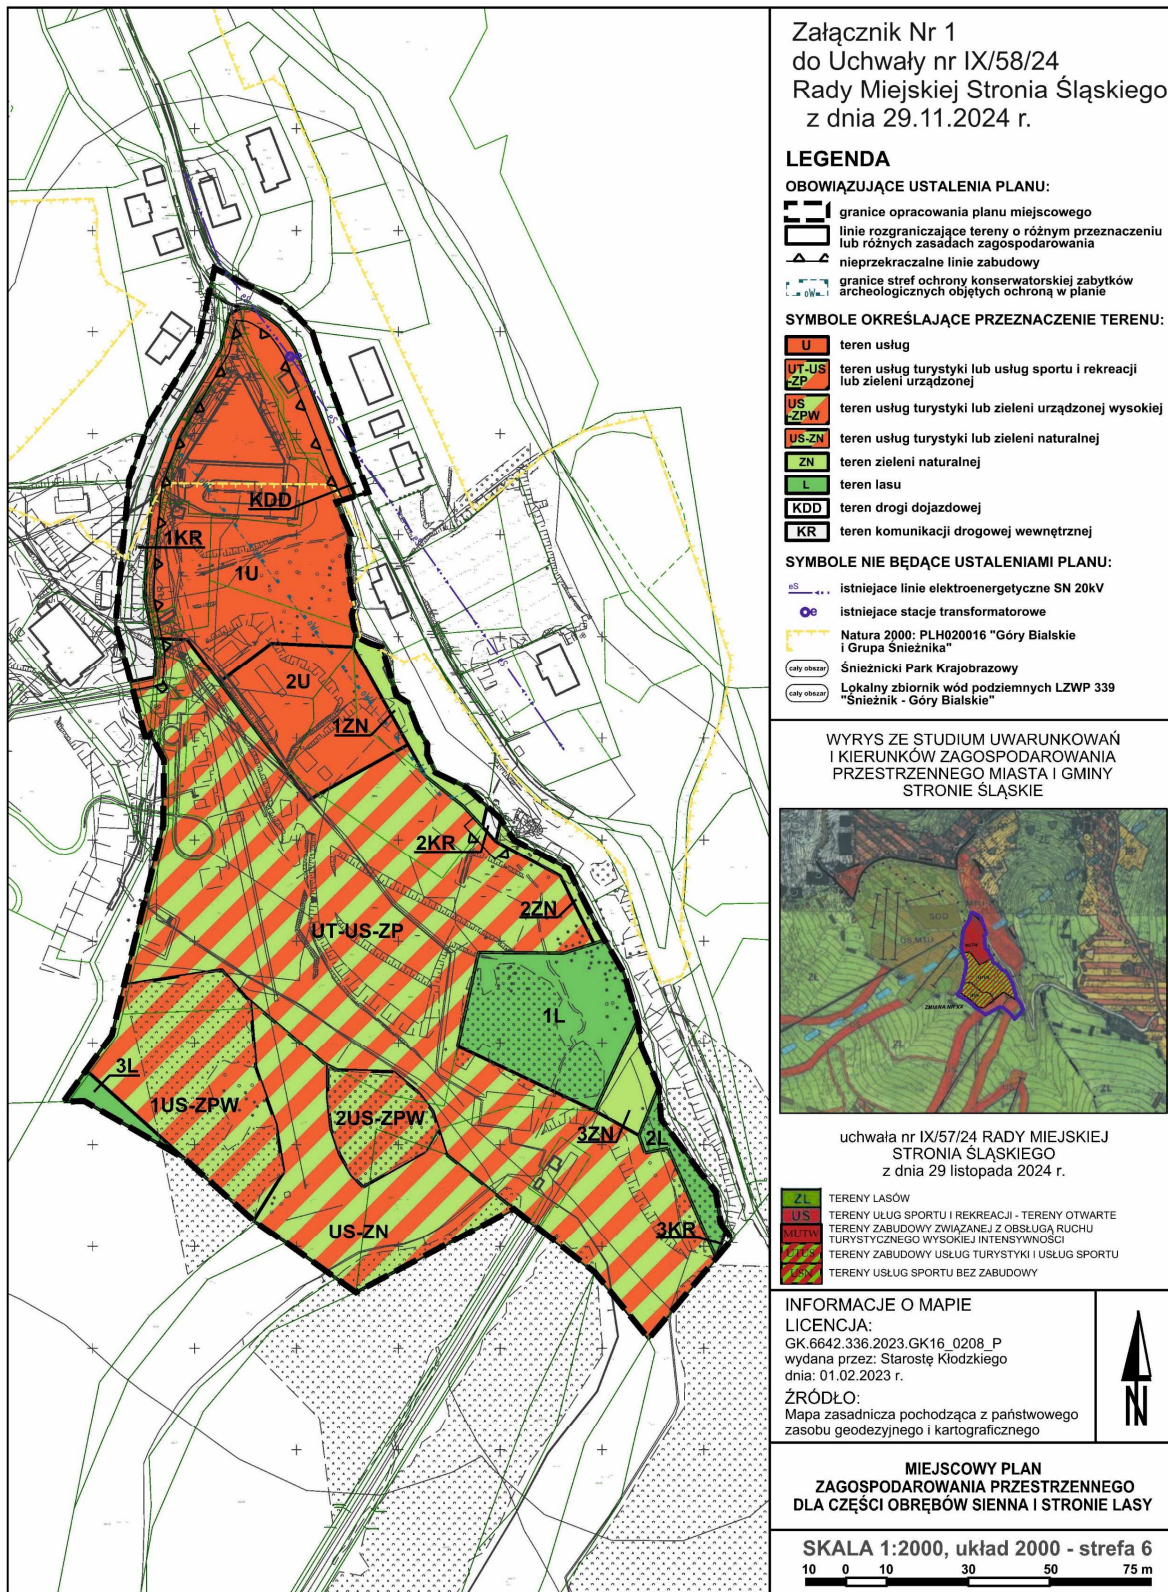 Załącznik Nr 1
do Uchwały nr IX/58/24
Rady Miejskiej Stronia Śląskiego
z dnia 29.11.2024 r.
LEGENDA
OBOWIĄZUJĄCE USTALENIA PLANU:
granice opracowania planu miejscowego
linie rozgraniczające tereny o różnym przeznaczeniu
lub różnych zasadach zagospodarowania
nieprzekraczalne linie zabudowy
oW
granice stref ochrony konserwatorskiej zabytków
archeologicznych objętych ochroną w planie
SYMBOLE OKREŚLAJĄCE PRZEZNACZENIE TERENU:
U teren usług
UT-US
-ZP
teren usług turystyki lub usług sportu i rekreacji
lub zieleni urządzonej
US
-ZPW
teren usług turystyki lub zieleni urządzonej wysokiej
US-ZN teren usług turystyki lub zieleni naturalnej
ZN teren zieleni naturalnej
L teren lasu
KDD teren drogi dojazdowej
KR teren komunikacji drogowej wewnętrznej
SYMBOLE NIE BĘDĄCE USTALENIAMI PLANU:
eS istniejace linie elektroenergetyczne SN 20kV
e istniejace stacje transformatorowe
Natura 2000: PLH020016 "Góry Bialskie
i Grupa Śnieżnika"
cały obszar Śnieżnicki Park Krajobrazowy
cały obszar
Lokalny zbiornik wód podziemnych LZWP 339
"Śnieżnik - Góry Bialskie"
WYRYS ZE STUDIUM UWARUNKOWAŃ
I KIERUNKÓW ZAGOSPODAROWANIA
PRZESTRZENNEGO MIASTA I GMINY
STRONIE ŚLĄSKIE
SOD
US,MTU
ZL
ZL
uchwała nr IX/57/24 RADY MIEJSKIEJ
STRONIA ŚLĄSKIEGO
z dnia 29 listopada 2024 r.
ZL TERENY LASÓW
US TERENY UŁUG SPORTU I REKREACJI - TERENY OTWARTE
MUTW
TERENY ZABUDOWY ZWIĄZANEJ Z OBSŁUGĄ RUCHU
TURYSTYCZNEGO WYSOKIEJ INTENSYWNOŚCI
UTUS TERENY ZABUDOWY USŁUG TURYSTYKI I USŁUG SPORTU
USN TERENY USŁUG SPORTU BEZ ZABUDOWY
INFORMACJE O MAPIE
LICENCJA:
GK.6642.336.2023.GK16_0208_P
wydana przez: Starostę Kłodzkiego
dnia: 01.02.2023 r.
ŹRÓDŁO:
Mapa zasadnicza pochodząca z państwowego
zasobu geodezyjnego i kartograficznego
N
MIEJSCOWY PLAN
ZAGOSPODAROWANIA PRZESTRZENNEGO
DLA CZĘŚCI OBRĘBÓW SIENNA I STRONIE LASY
SKALA 1:2000, układ 2000 - strefa 6
10 0 10 30 50 75 m
eS
e
eS
KDD
1KR
1U
2U
eS
1ZN
2KR
2ZN
UT-US-ZP
1L
3L
1US-ZPW
2US-ZPW
3ZN
2L
US-ZN
3KR